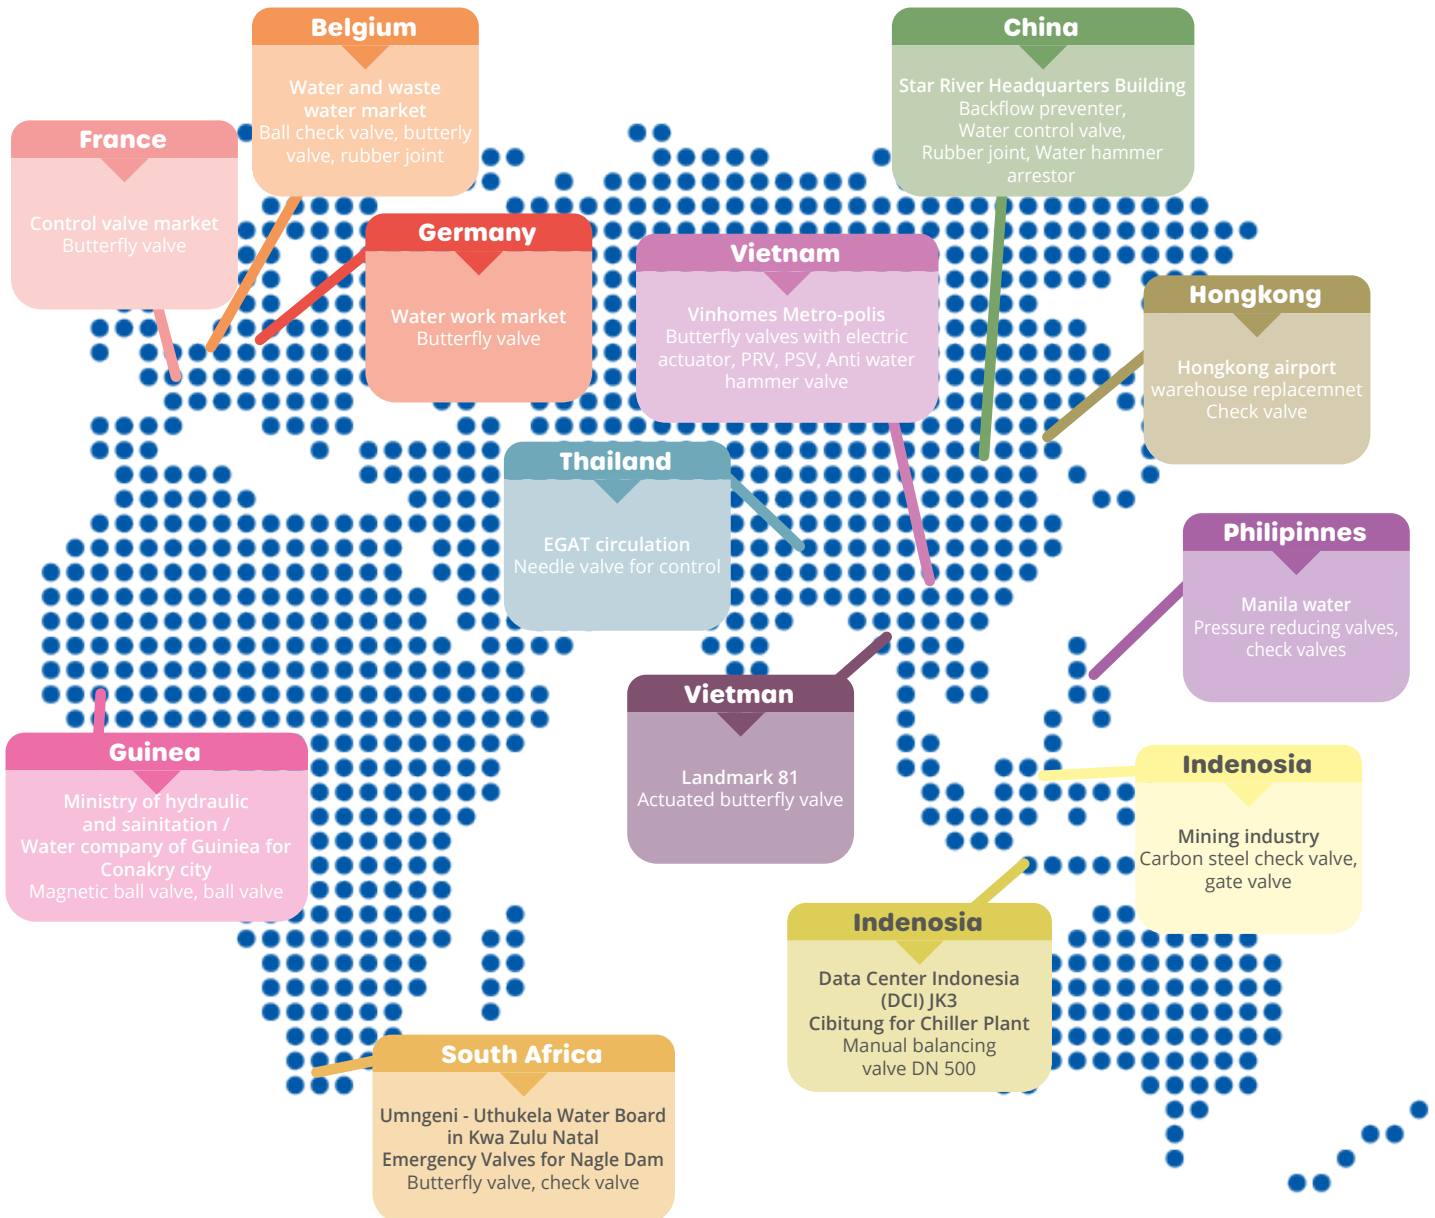 Belgium
Water and waste
water market
Ball check valve, butterly
valve, rubber joint
China
Star River Headquarters Building
Backflow preventer,
Water control valve,
Rubber joint, Water hammer
arrestor
France
Control valve market
Butterfly valve
Germany
Water work market
Butterfly valve
Vietnam
Vinhomes Metro-polis
Butterfly valves with electric
actuator, PRV, PSV, Anti water
hammer valve
Hongkong
Hongkong airport
warehouse replacemnet
Check valve
Thailand
EGAT circulation
Needle valve for control
Philipinnes
Manila water
Pressure reducing valves,
check valves
Vietman
Landmark 81
Actuated butterfly valve
Guinea
Ministry of hydraulic
and sainitation /
Water company of Guiniea for
Conakry city
Magnetic ball valve, ball valve
Indenosia
Mining industry
Carbon steel check valve,
gate valve
Indenosia
Data Center Indonesia
(DCI) JK3
Cibitung for Chiller Plant
Manual balancing
valve DN 500
South Africa
Umngeni - Uthukela Water Board
in Kwa Zulu Natal
Emergency Valves for Nagle Dam
Butterfly valve, check valve